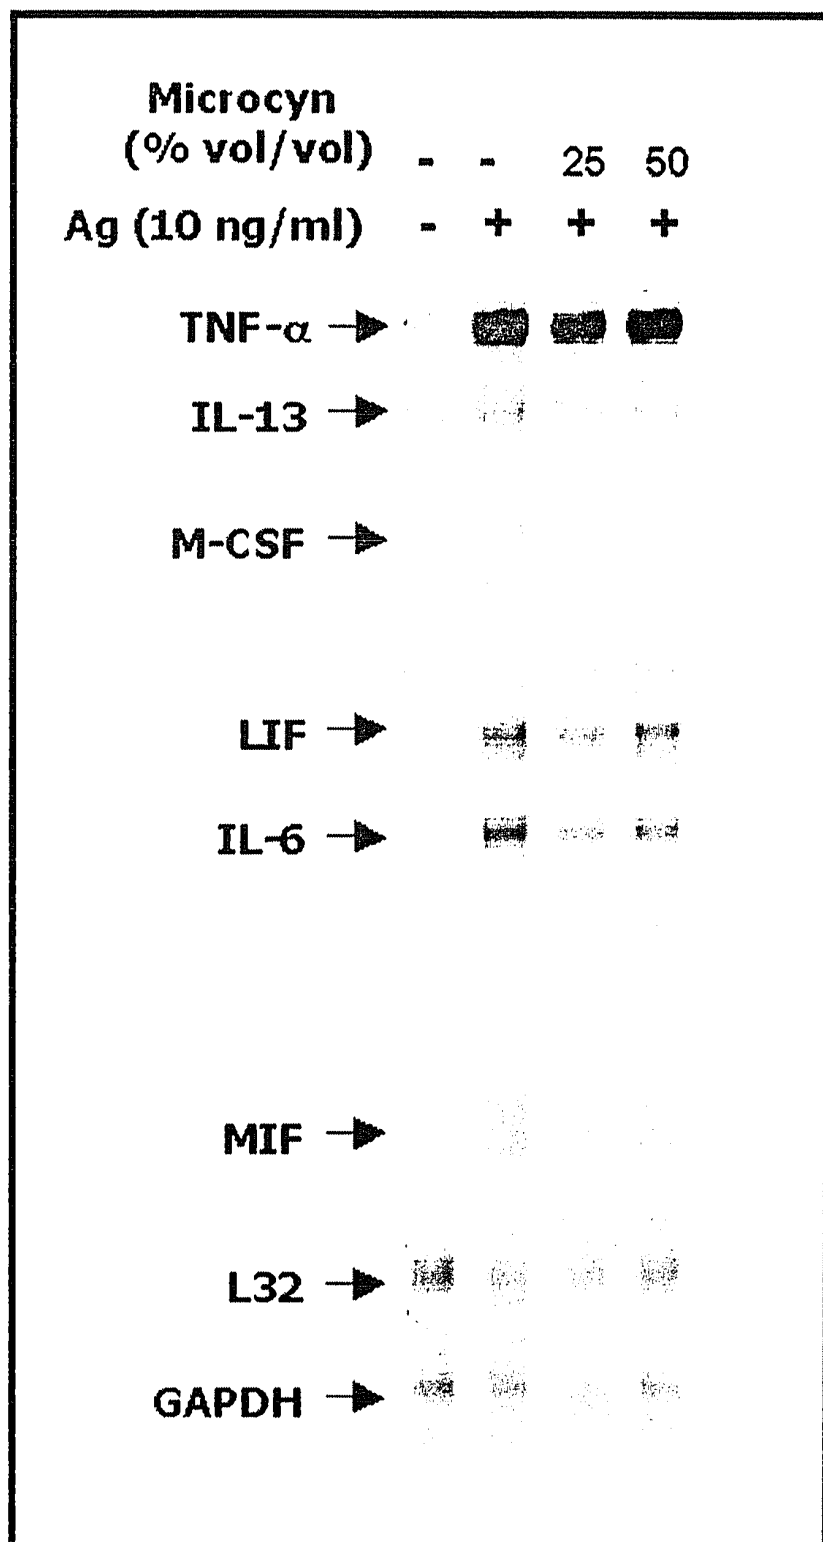 Microcyn
(% vol/vol) - - 25 50
Ag (10 ng/ml) - + + +
TNF-α
IL-13
M-CSF
LIF
IL-6
MIF
L32
GAPDH